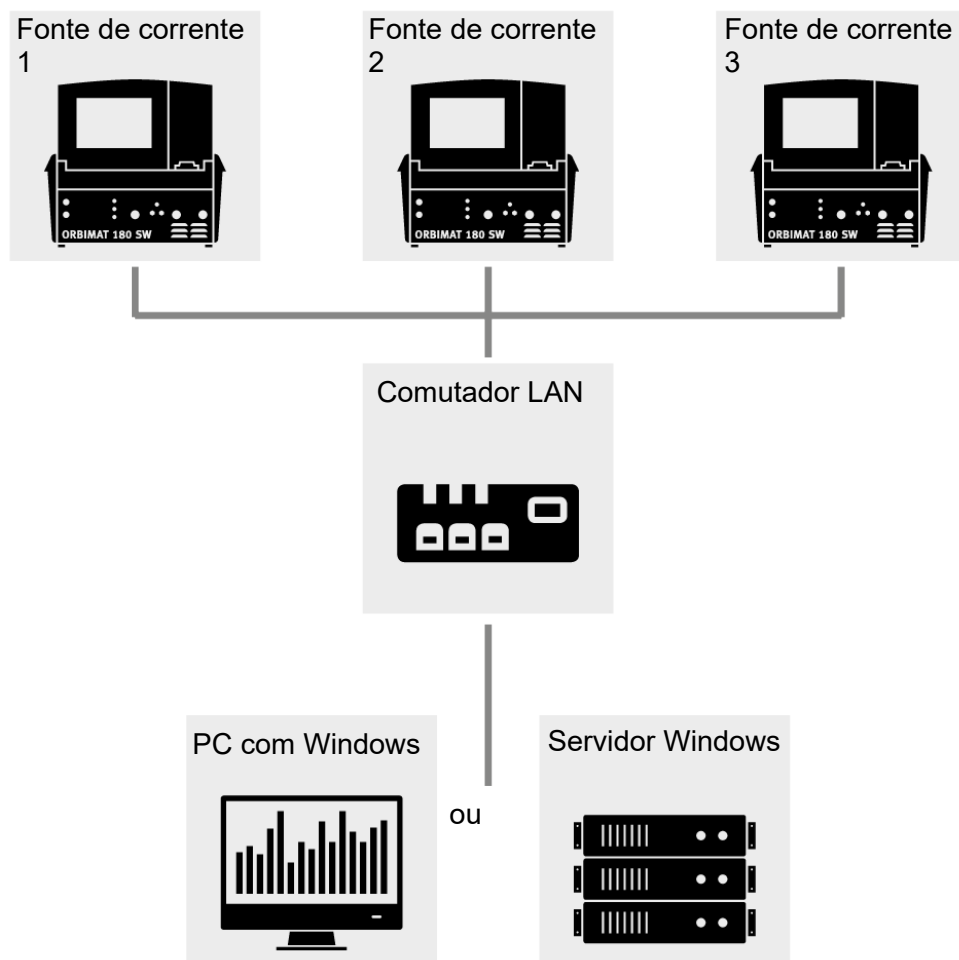 Fonte de corrente
1
Fonte de corrente
2
Fonte de corrente
3
ORBIMAT 180 SW
ORBIMAT 180 SW
ORBIMAT 180 SW
Comutador LAN
PC com Windows
ou
Servidor Windows